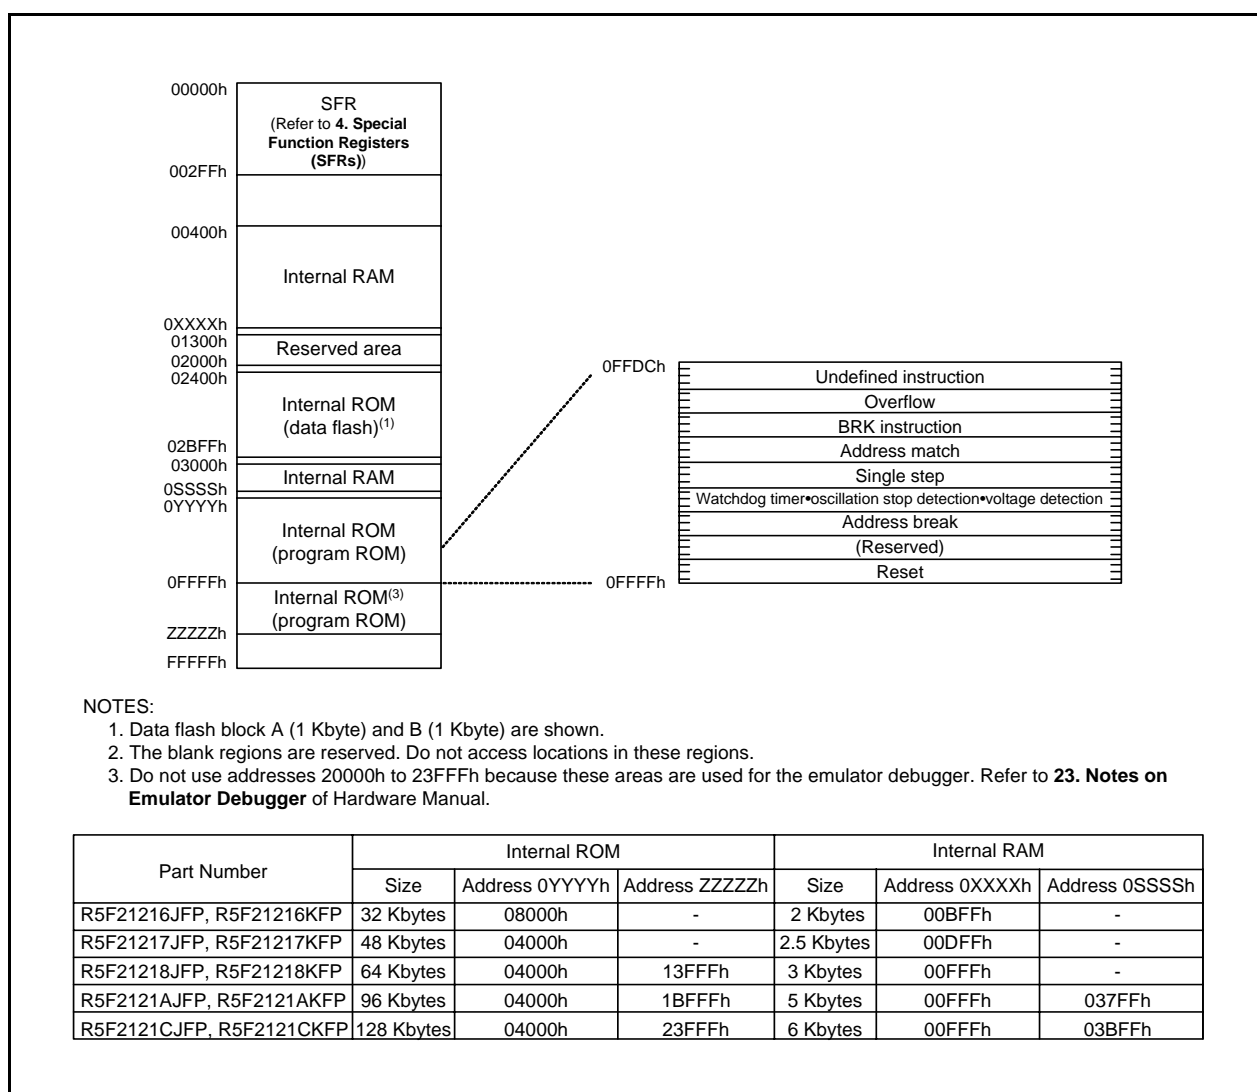 00000h
SFR
(Refer to 4. Special
Function Registers
(SFRs))
002FFh
00400h
Internal RAM
0XXXXh
01300h
Reserved area
02000h
02400h
Internal ROM
(data flash)(1)
02BFFh
03000h
Internal RAM
0SSSSh
0YYYYh
Internal ROM
(program ROM)
0FFFFh
Internal ROM(3)
(program ROM)
ZZZZZh
FFFFFh
0FFDCh
Undefined instruction
Overflow
BRK instruction
Address match
Single step
Watchdog timer•oscillation stop detection•voltage detection
Address break
(Reserved)
Reset
0FFFFh
NOTES:
1. Data flash block A (1 Kbyte) and B (1 Kbyte) are shown.
2. The blank regions are reserved. Do not access locations in these regions.
3. Do not use addresses 20000h to 23FFFh because these areas are used for the emulator debugger. Refer to 23. Notes on
Emulator Debugger of Hardware Manual.
Part Number Internal ROM Internal RAM
Size Address 0YYYYh Address ZZZZZh Size Address 0XXXXh Address 0SSSSh
R5F21216JFP, R5F21216KFP 32 Kbytes 08000h - 2 Kbytes 00BFFh -
R5F21217JFP, R5F21217KFP 48 Kbytes 04000h - 2.5 Kbytes 00DFFh -
R5F21218JFP, R5F21218KFP 64 Kbytes 04000h 13FFFh 3 Kbytes 00FFFh -
R5F2121AJFP, R5F2121AKFP 96 Kbytes 04000h 1BFFFh 5 Kbytes 00FFFh 037FFh
R5F2121CJFP, R5F2121CKFP 128 Kbytes 04000h 23FFFh 6 Kbytes 00FFFh 03BFFh